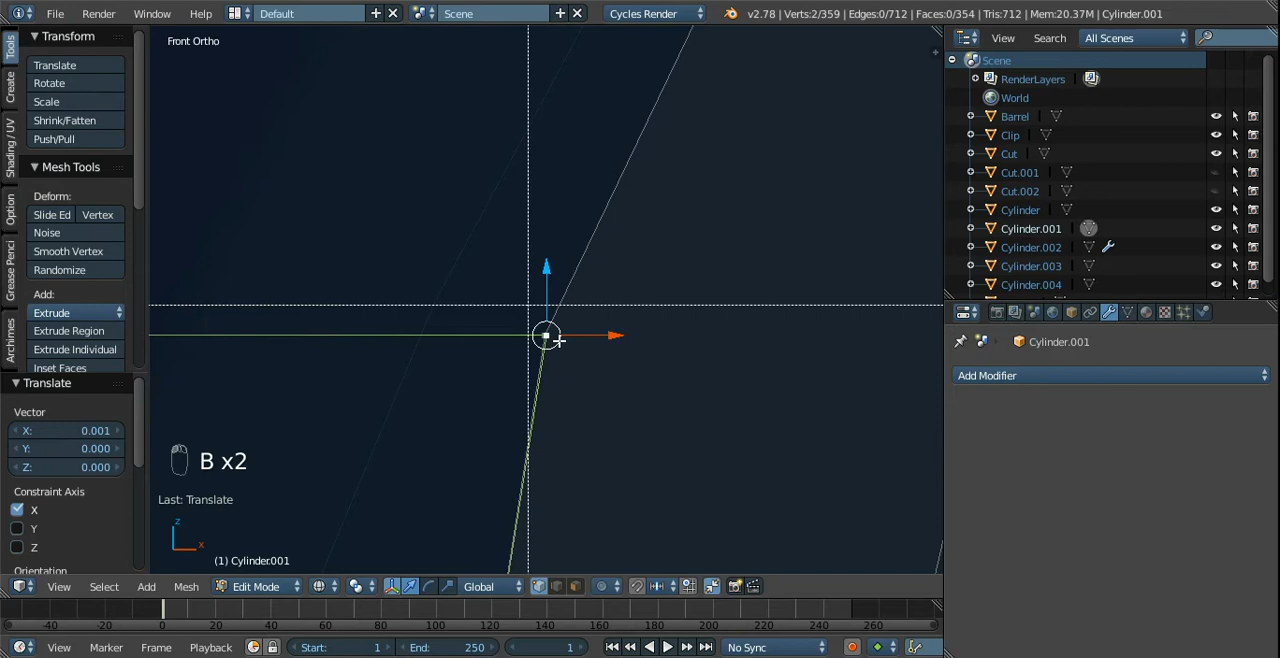 File Render Window Help Default Scene Cycles Render v2.78 | Verts:2/359 | Edges:0/712 | Faces:0/354 | Tris:712 | Mem:20.37M | Cylinder.001
Tools
Create
Shading / UV
Option
Grease Penci
Archimes
Transform
Translate
Rotate
Scale
Shrink/Fatten
Push/Pull
Mesh Tools
Deform:
Slide Ed Vertex
Noise
Smooth Vertex
Randomize
Add:
Extrude
Extrude Region
Extrude Individual
Inset Faces
Translate
Vector
X: 0.001
Y: 0.000
Z: 0.000
Constraint Axis
X
Y
Z
Orientation
Front Ortho
B x2
Last: Translate
z
x
(1) Cylinder.001
View Search All Scenes
Scene
RenderLayers
World
Barrel
Clip
Cut
Cut.001
Cut.002
Cylinder
Cylinder.001
Cylinder.002
Cylinder.003
Cylinder.004
Cylinder.001
Add Modifier
View Select Add Mesh Edit Mode Global
-40 -20 0 20 40 60 80 100 120 140 160 180 200 220 240 260
View Marker Frame Playback Start: 1 End: 250 1 No Sync